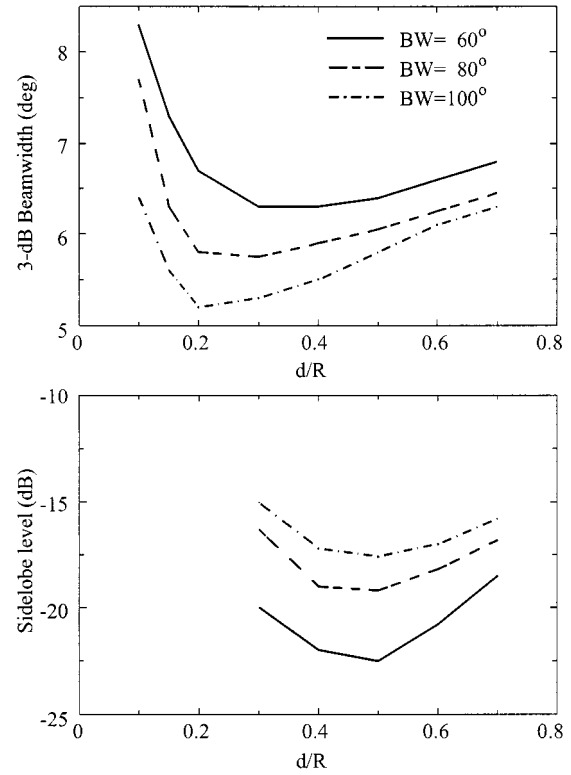 8
7
6
5
3-dB Beamwidth (deg)
BW= 60°
BW= 80°
BW=100°
0
0.2
0.4
0.6
0.8
d/R
-10
-15
-20
-25
Sidelobe level (dB)
0
0.2
0.4
0.6
0.8
d/R